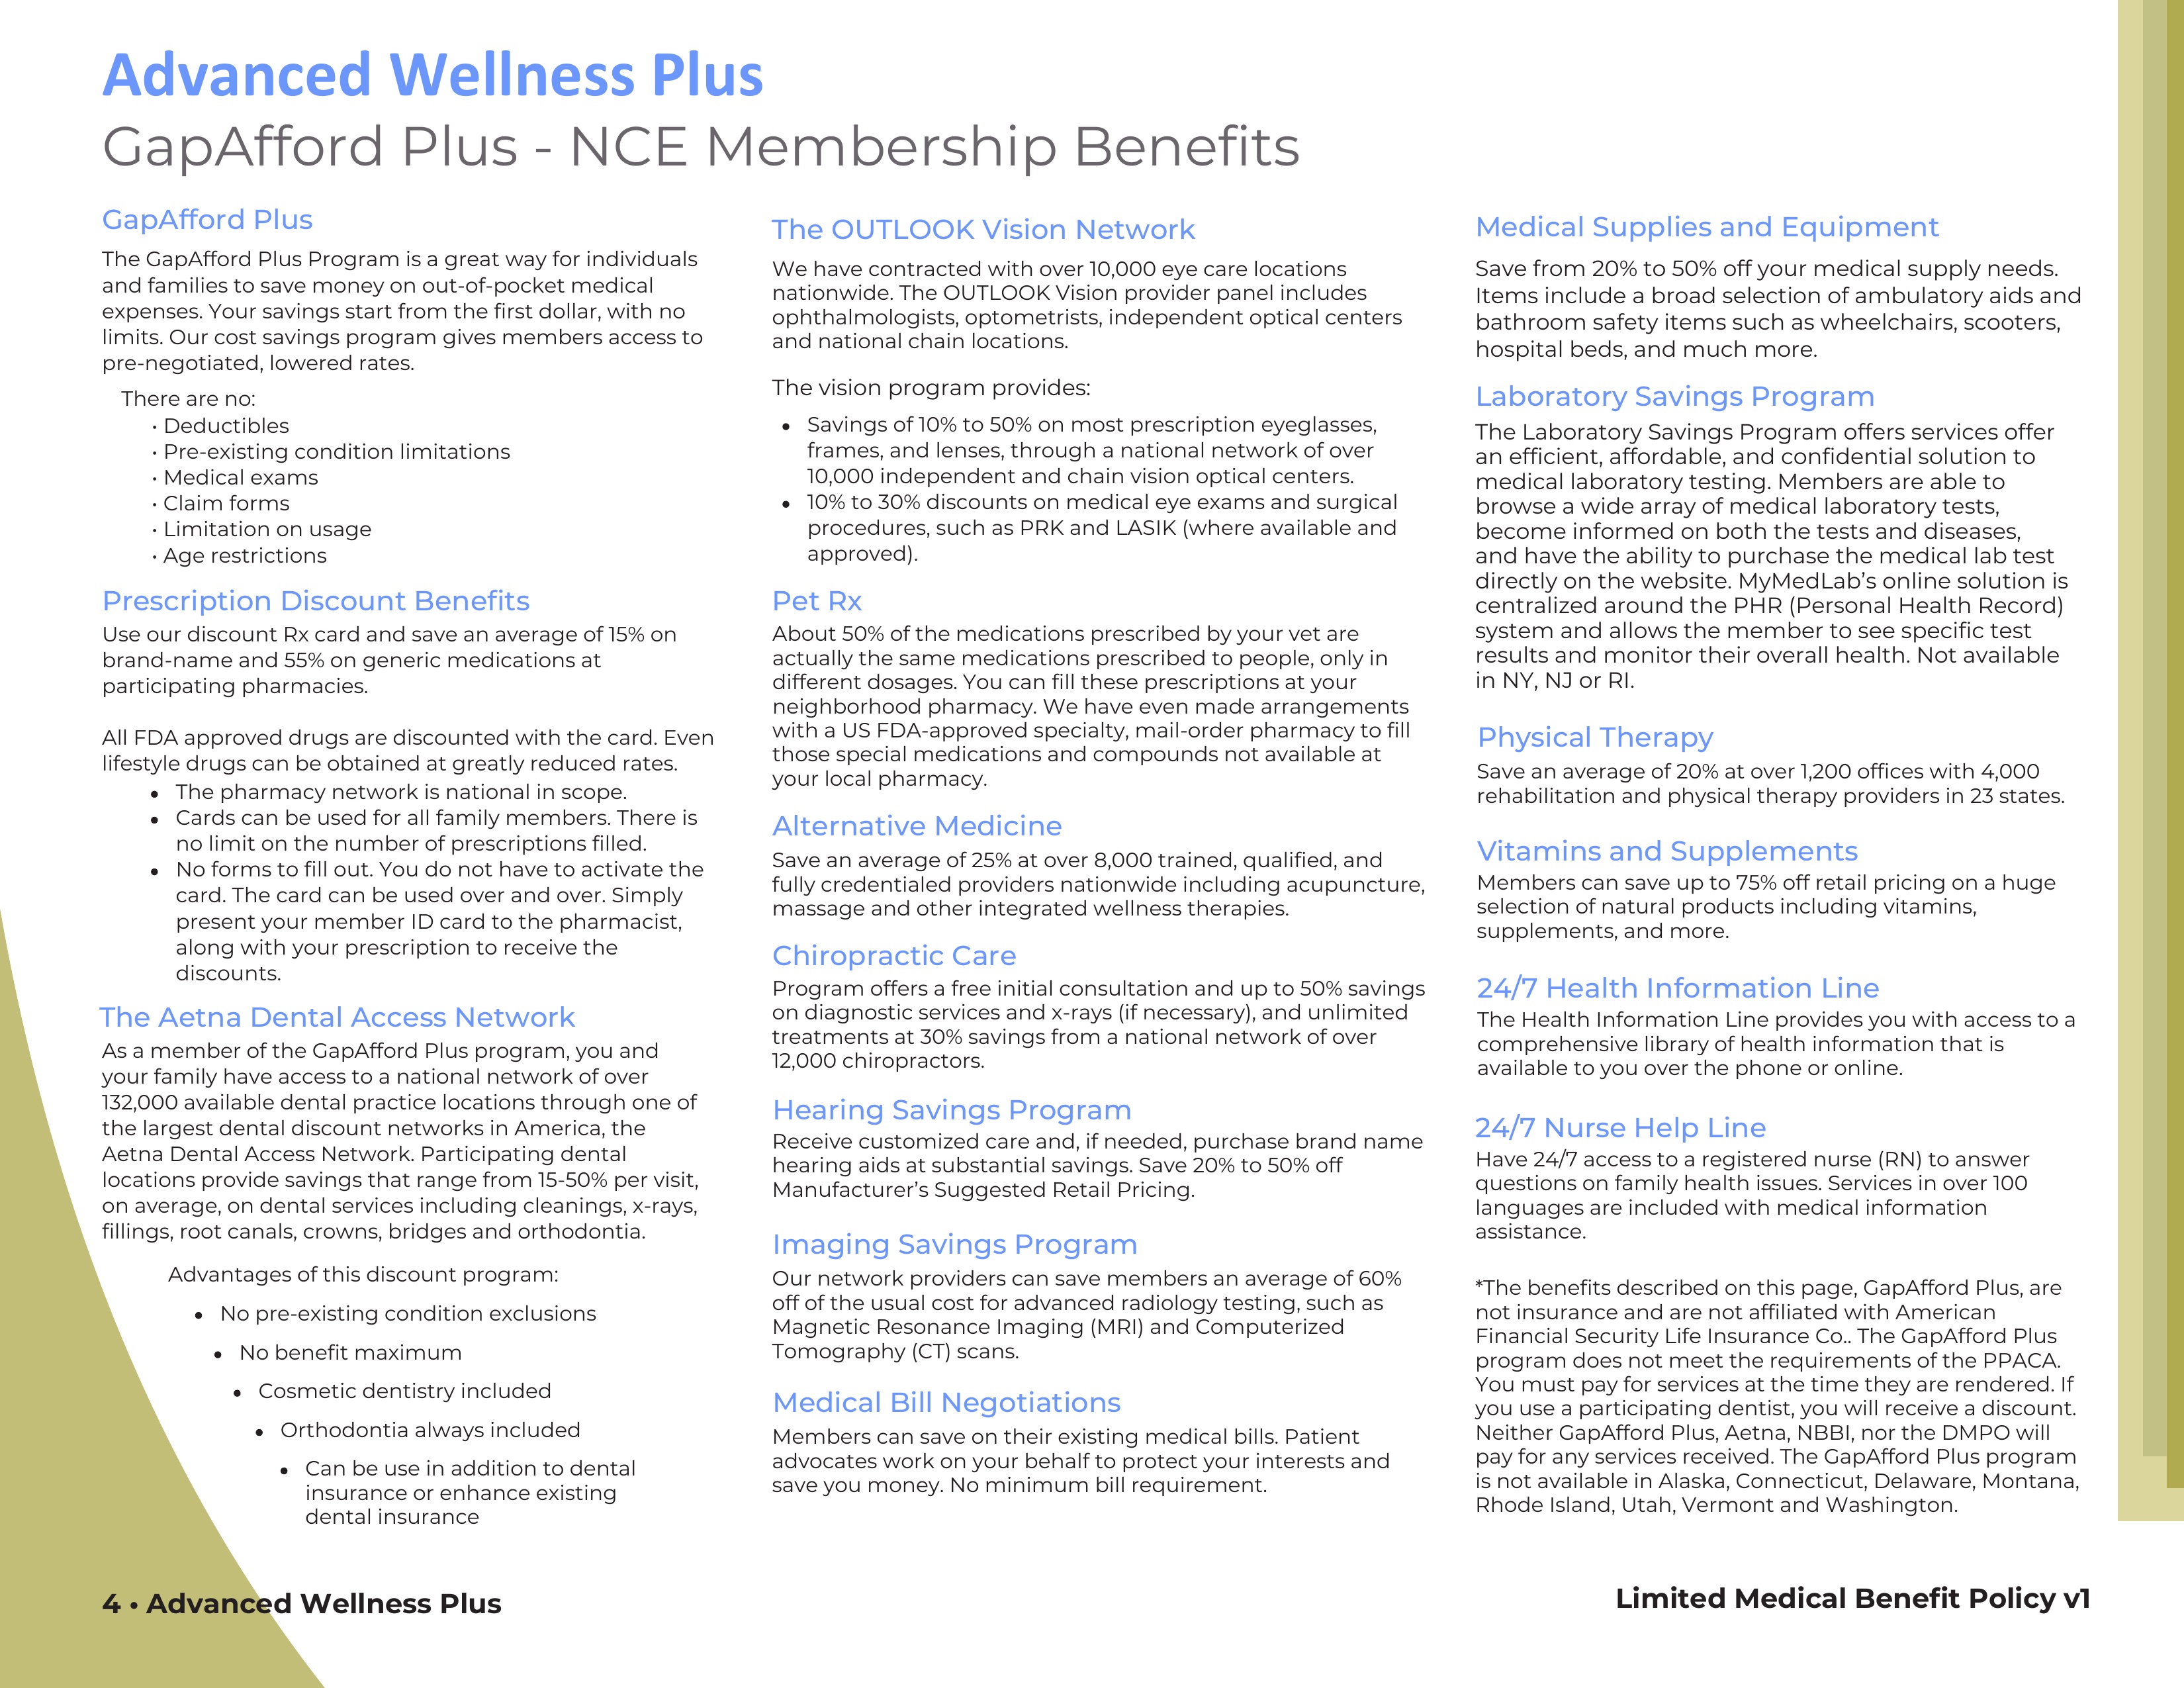 Advanced Wellness Plus
GapAfford Plus - NCE Membership Benefits
GapAfford Plus
The GapAfford Plus Program is a great way for individuals
and families to save money on out-of-pocket medical
expenses. Your savings start from the first dollar, with no
limits. Our cost savings program gives members access to
pre-negotiated, lowered rates.
There are no:
· Deductibles
· Pre-existing condition limitations
· Medical exams
· Claim forms
· Limitation on usage
· Age restrictions
Prescription Discount Benefits
Use our discount Rx card and save an average of 15% on
brand-name and 55% on generic medications at
participating pharmacies.
All FDA approved drugs are discounted with the card. Even
lifestyle drugs can be obtained at greatly reduced rates.
• The pharmacy network is national in scope.
• Cards can be used for all family members. There is
no limit on the number of prescriptions filled.
• No forms to fill out. You do not have to activate the
card. The card can be used over and over. Simply
present your member ID card to the pharmacist,
along with your prescription to receive the
discounts.
The Aetna Dental Access Network
As a member of the GapAfford Plus program, you and
your family have access to a national network of over
132,000 available dental practice locations through one of
the largest dental discount networks in America, the
Aetna Dental Access Network. Participating dental
locations provide savings that range from 15-50% per visit,
on average, on dental services including cleanings, x-rays,
fillings, root canals, crowns, bridges and orthodontia.
Advantages of this discount program:
• No pre-existing condition exclusions
• No benefit maximum
• Cosmetic dentistry included
• Orthodontia always included
• Can be use in addition to dental
insurance or enhance existing
dental insurance
The OUTLOOK Vision Network
We have contracted with over 10,000 eye care locations
nationwide. The OUTLOOK Vision provider panel includes
ophthalmologists, optometrists, independent optical centers
and national chain locations.
The vision program provides:
• Savings of 10% to 50% on most prescription eyeglasses,
frames, and lenses, through a national network of over
10,000 independent and chain vision optical centers.
• 10% to 30% discounts on medical eye exams and surgical
procedures, such as PRK and LASIK (where available and
approved).
Pet Rx
About 50% of the medications prescribed by your vet are
actually the same medications prescribed to people, only in
different dosages. You can fill these prescriptions at your
neighborhood pharmacy. We have even made arrangements
with a US FDA-approved specialty, mail-order pharmacy to fill
those special medications and compounds not available at
your local pharmacy.
Alternative Medicine
Save an average of 25% at over 8,000 trained, qualified, and
fully credentialed providers nationwide including acupuncture,
massage and other integrated wellness therapies.
Chiropractic Care
Program offers a free initial consultation and up to 50% savings
on diagnostic services and x-rays (if necessary), and unlimited
treatments at 30% savings from a national network of over
12,000 chiropractors.
Hearing Savings Program
Receive customized care and, if needed, purchase brand name
hearing aids at substantial savings. Save 20% to 50% off
Manufacturer's Suggested Retail Pricing.
Imaging Savings Program
Our network providers can save members an average of 60%
off of the usual cost for advanced radiology testing, such as
Magnetic Resonance Imaging (MRI) and Computerized
Tomography (CT) scans.
Medical Bill Negotiations
Members can save on their existing medical bills. Patient
advocates work on your behalf to protect your interests and
save you money. No minimum bill requirement.
Medical Supplies and Equipment
Save from 20% to 50% off your medical supply needs.
Items include a broad selection of ambulatory aids and
bathroom safety items such as wheelchairs, scooters,
hospital beds, and much more.
Laboratory Savings Program
The Laboratory Savings Program offers services offer
an efficient, affordable, and confidential solution to
medical laboratory testing. Members are able to
browse a wide array of medical laboratory tests,
become informed on both the tests and diseases,
and have the ability to purchase the medical lab test
directly on the website. MyMedLab's online solution is
centralized around the PHR (Personal Health Record)
system and allows the member to see specific test
results and monitor their overall health. Not available
in NY, NJ or RI.
Physical Therapy
Save an average of 20% at over 1,200 offices with 4,000
rehabilitation and physical therapy providers in 23 states.
Vitamins and Supplements
Members can save up to 75% off retail pricing on a huge
selection of natural products including vitamins,
supplements, and more.
24/7 Health Information Line
The Health Information Line provides you with access to a
comprehensive library of health information that is
available to you over the phone or online.
24/7 Nurse Help Line
Have 24/7 access to a registered nurse (RN) to answer
questions on family health issues. Services in over 100
languages are included with medical information
assistance.
*The benefits described on this page, GapAfford Plus, are
not insurance and are not affiliated with American
Financial Security Life Insurance Co.. The GapAfford Plus
program does not meet the requirements of the PPACA.
You must pay for services at the time they are rendered. If
you use a participating dentist, you will receive a discount.
Neither GapAfford Plus, Aetna, NBBI, nor the DMPO will
pay for any services received. The GapAfford Plus program
is not available in Alaska, Connecticut, Delaware, Montana,
Rhode Island, Utah, Vermont and Washington.
4 • Advanced Wellness Plus
Limited Medical Benefit Policy v1